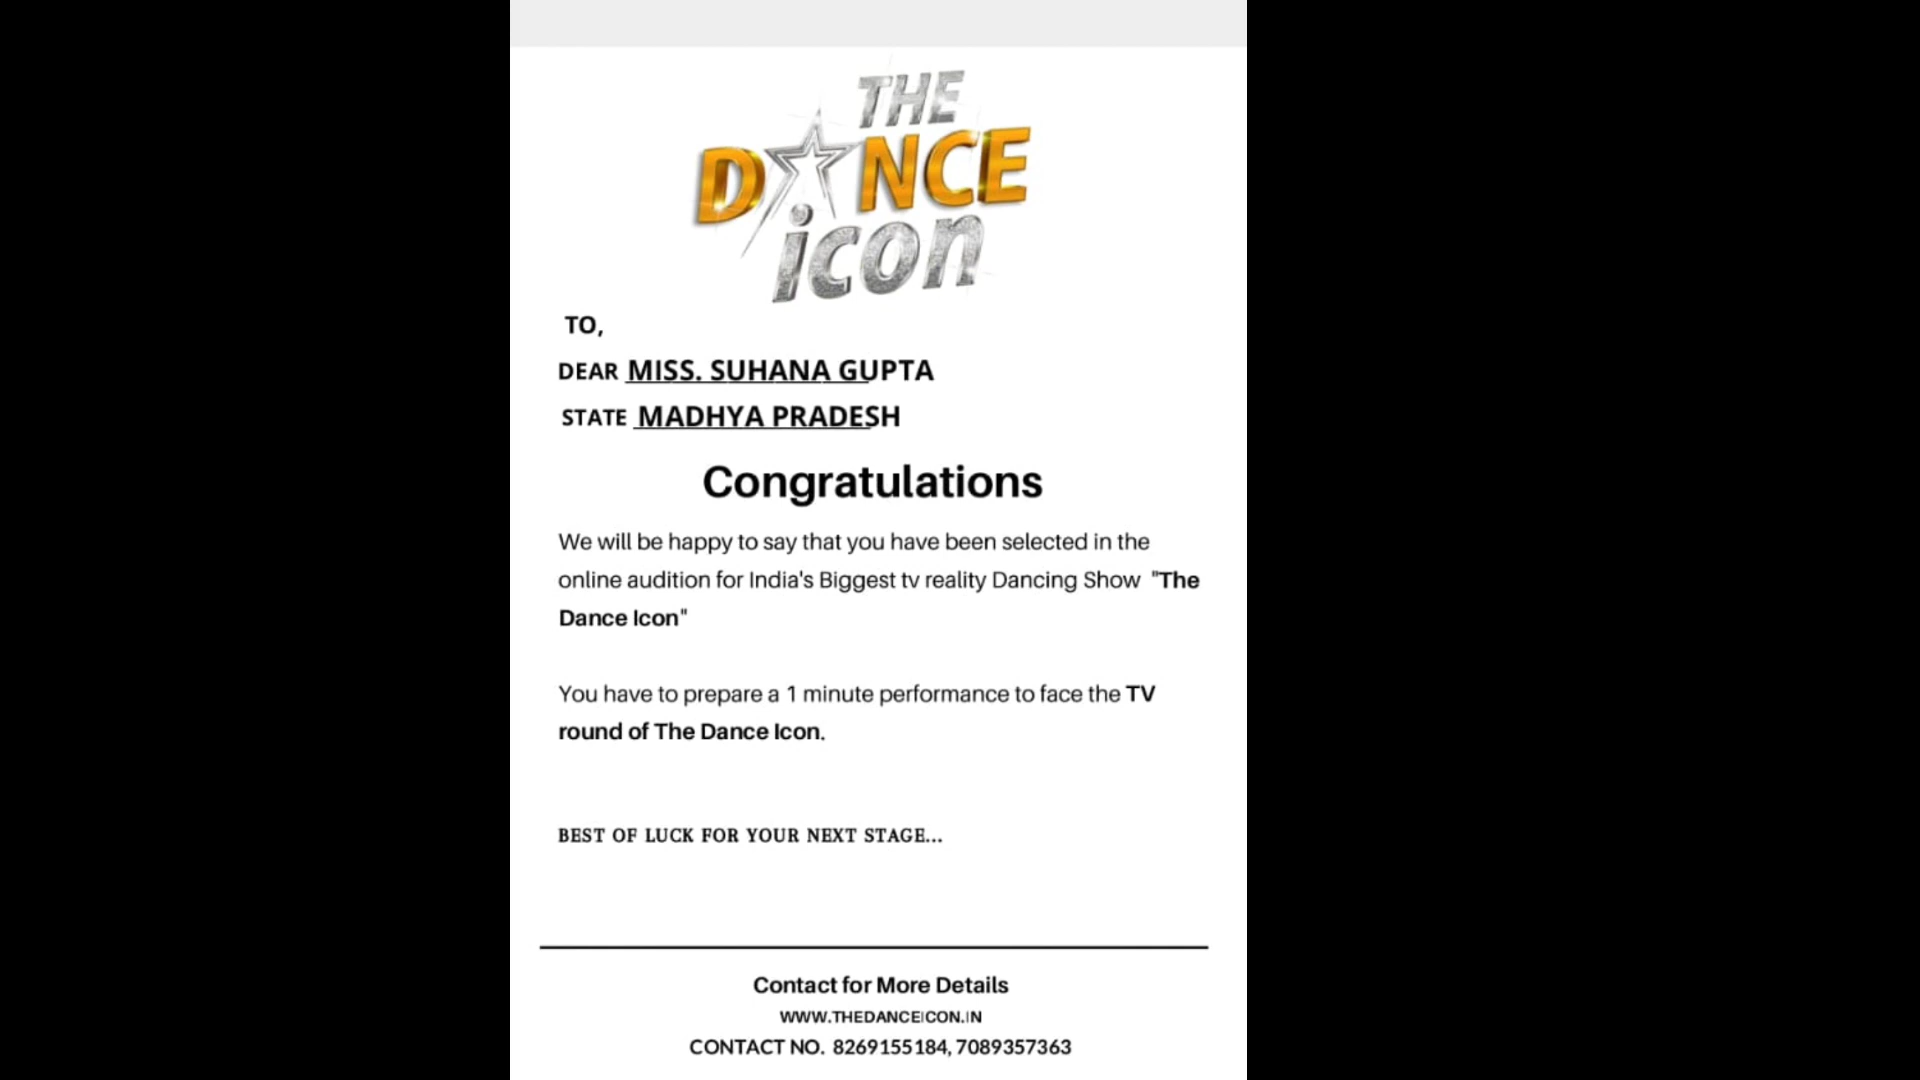 THE
DANCE
icon
TO,
DEAR MISS. SUHANA GUPTA
STATE MADHYA PRADESH
Congratulations
We will be happy to say that you have been selected in the
online audition for India's Biggest tv reality Dancing Show "The
Dance Icon"
You have to prepare a 1 minute performance to face the TV
round of The Dance Icon.
BEST OF LUCK FOR YOUR NEXT STAGE...
Contact for More Details
WWW.THEDANCEICON.IN
CONTACT NO. 8269155184, 7089357363